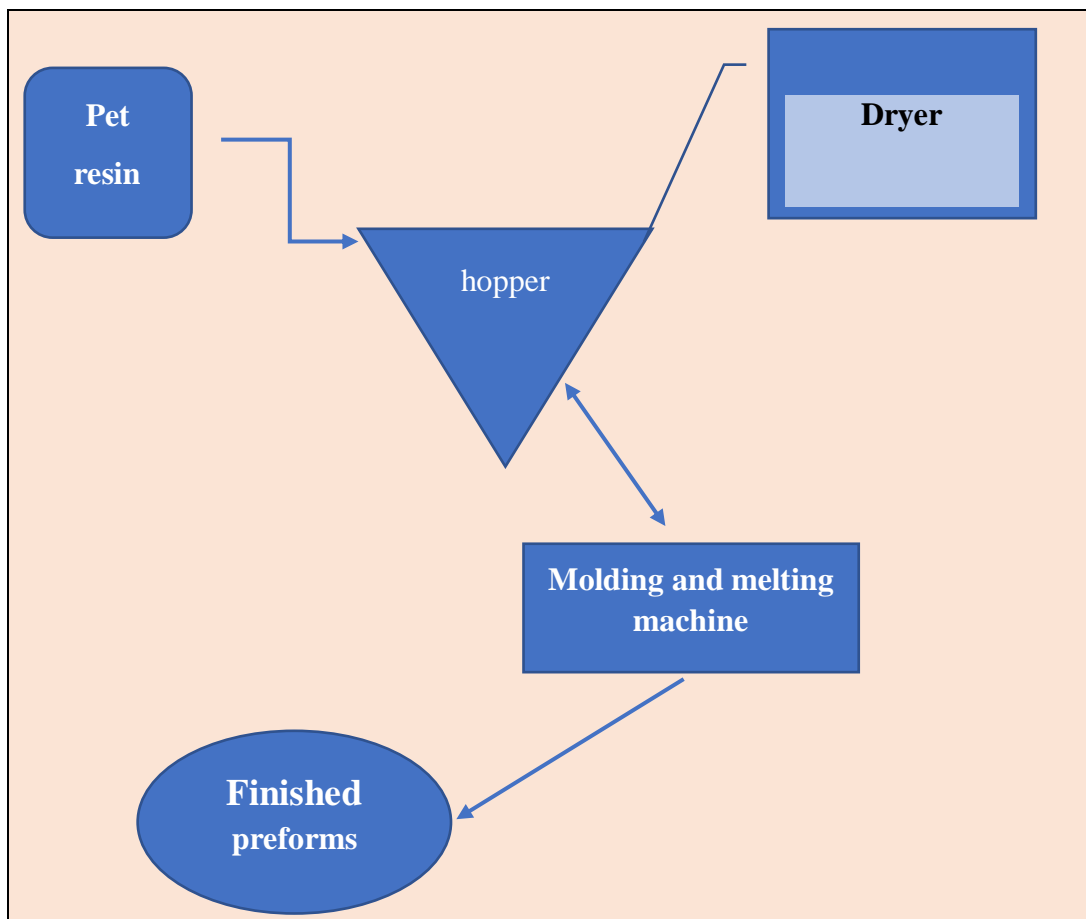 Pet
resin
Dryer
hopper
Molding and melting
machine
Finished
preforms